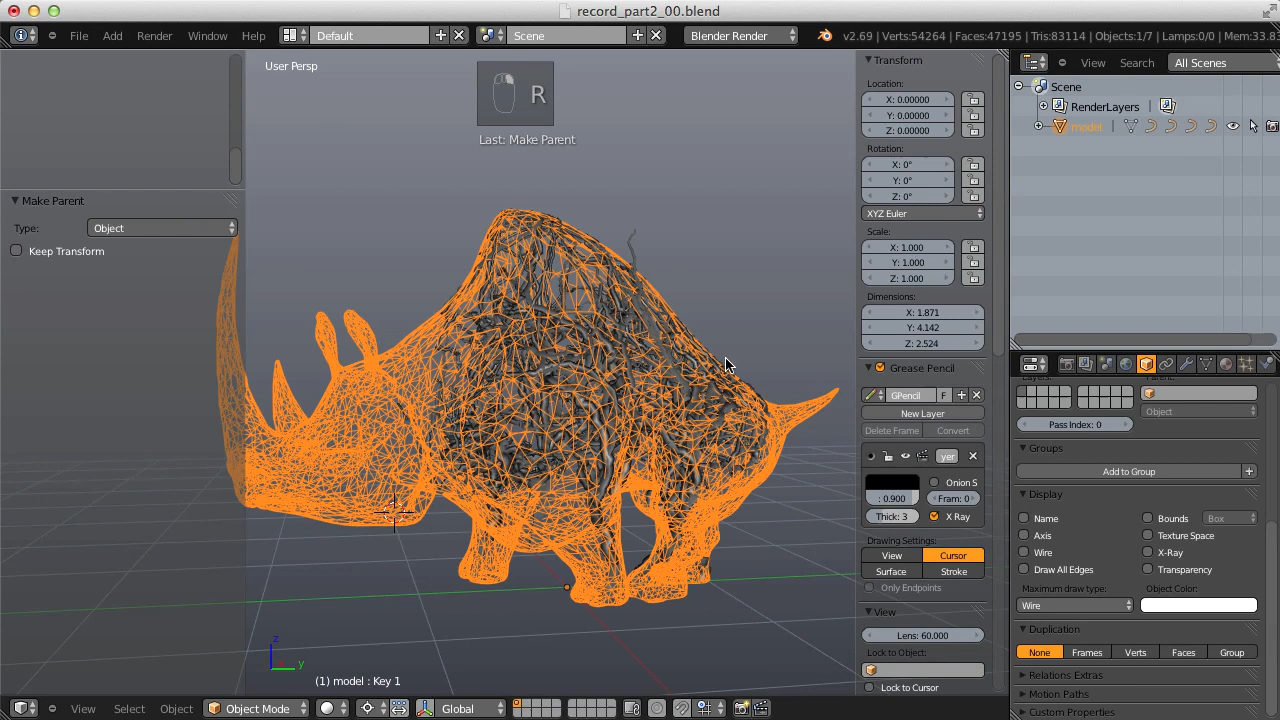 record_part2_00.blend
File Add Render Window Help Default Scene Blender Render v2.69 | Verts:54264 | Faces:47195 | Tris:83114 | Objects:1/7 | Lamps:0/0 | Mem:33.83
User Persp
R
Last: Make Parent
Make Parent
Type: Object
Keep Transform
z
y
(1) model : Key 1
View Select Object Object Mode Global
Transform
Location:
X: 0.00000
Y: 0.00000
Z: 0.00000
Rotation:
X: 0°
Y: 0°
Z: 0°
XYZ Euler
Scale:
X: 1.000
Y: 1.000
Z: 1.000
Dimensions:
X: 1.871
Y: 4.142
Z: 2.524
Grease Pencil
GPencil F
New Layer
Delete Frame Convert
yer
Onion S
: 0.900 Fram: 0
Thick: 3 X Ray
Drawing Settings:
View Cursor
Surface Stroke
Only Endpoints
View
Lens: 60.000
Lock to Object:
Lock to Cursor
View Search All Scenes
Scene
RenderLayers
model
Layers: Parent:
Object
Pass Index: 0
Groups
Add to Group
Display
Name Bounds Box
Axis Texture Space
Wire X-Ray
Draw All Edges Transparency
Maximum draw type: Object Color:
Wire
Duplication
None Frames Verts Faces Group
Relations Extras
Motion Paths
Custom Properties